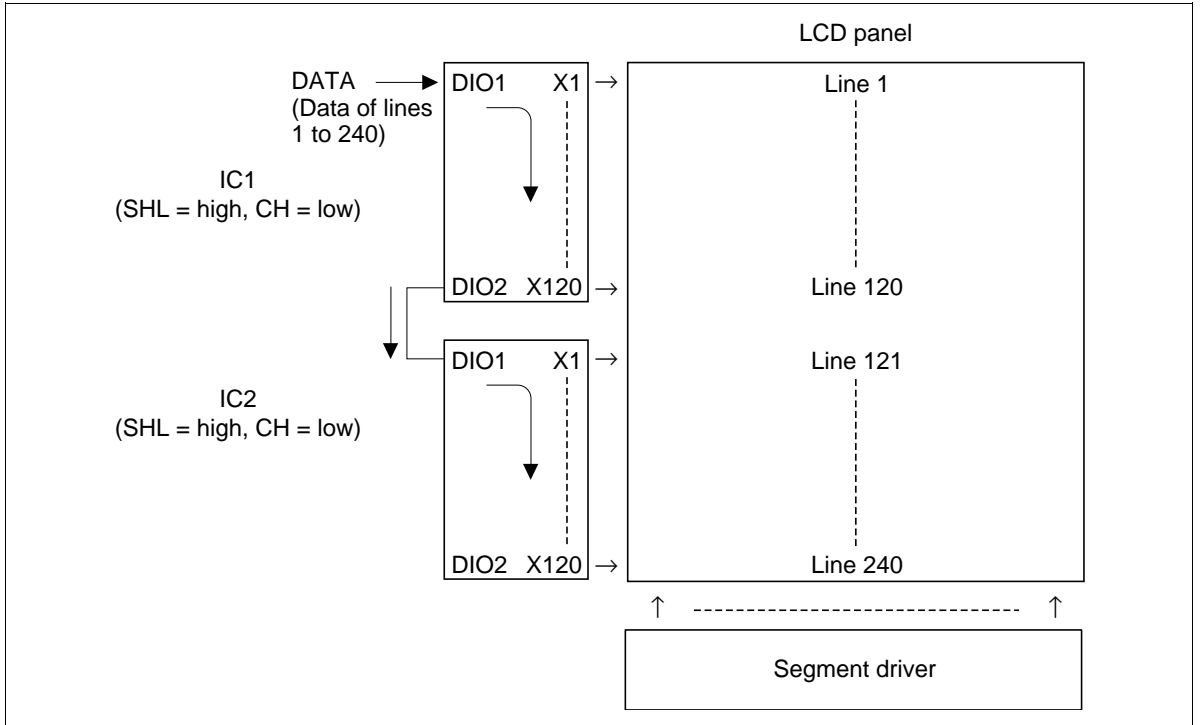 LCD panel
DATA
(Data of lines
1 to 240)
DIO1 X1 → Line 1
IC1
(SHL = high, CH = low)
DIO2 X120 → Line 120
DIO1 X1 → Line 121
IC2
(SHL = high, CH = low)
DIO2 X120 → Line 240
Segment driver